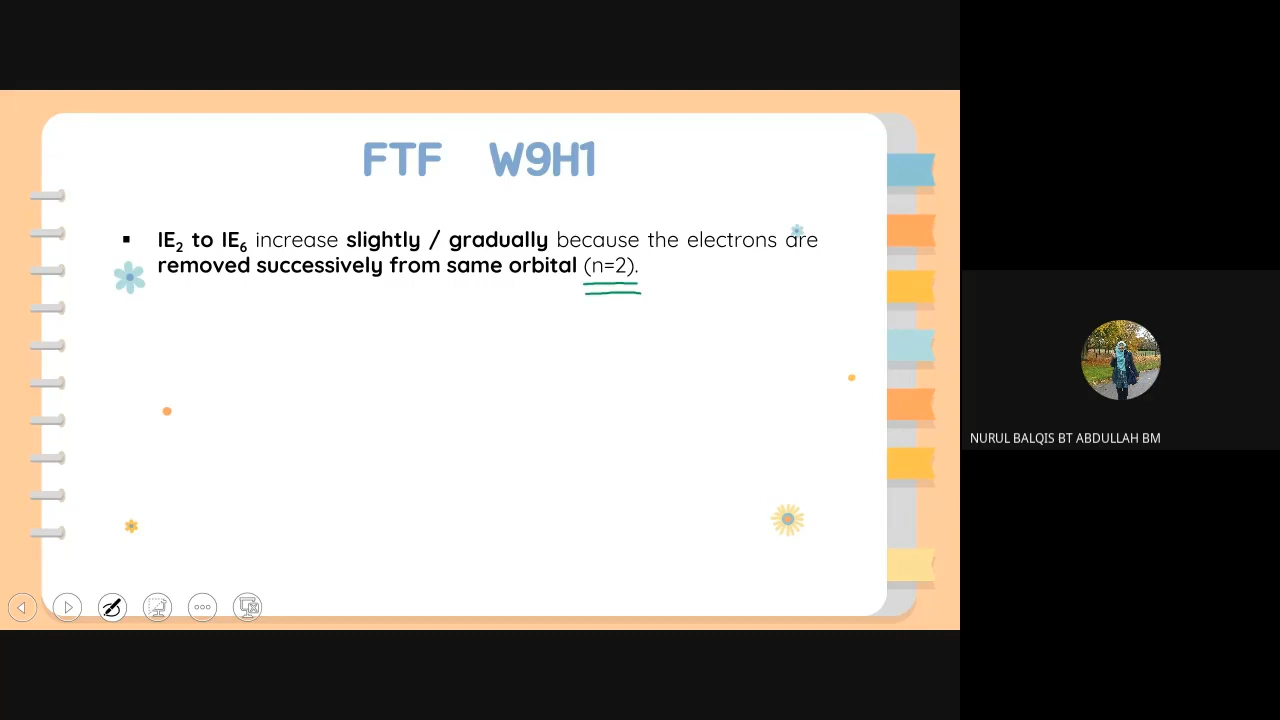 FTF W9H1
▪ IE2 to IE6 increase slightly / gradually because the electrons are
removed successively from same orbital (n=2).
NURUL BALQIS BT ABDULLAH BM